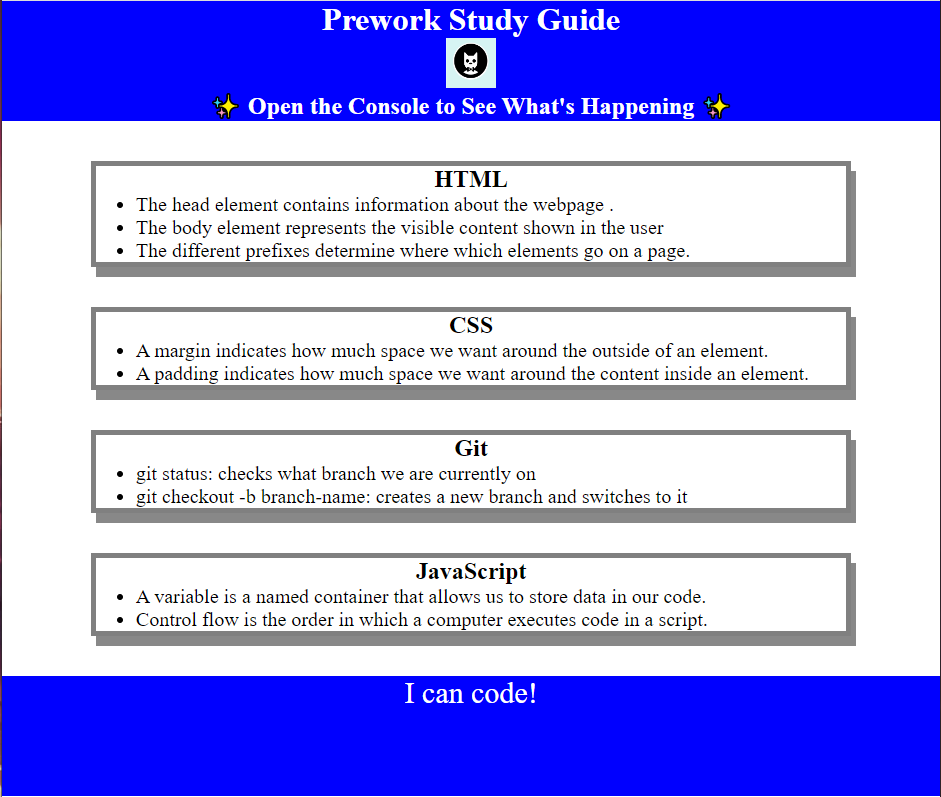 Prework Study Guide
✨ Open the Console to See What's Happening ✨
HTML
• The head element contains information about the webpage .
• The body element represents the visible content shown in the user
• The different prefixes determine where which elements go on a page.
CSS
• A margin indicates how much space we want around the outside of an element.
• A padding indicates how much space we want around the content inside an element.
Git
• git status: checks what branch we are currently on
• git checkout -b branch-name: creates a new branch and switches to it
JavaScript
• A variable is a named container that allows us to store data in our code.
• Control flow is the order in which a computer executes code in a script.
I can code!